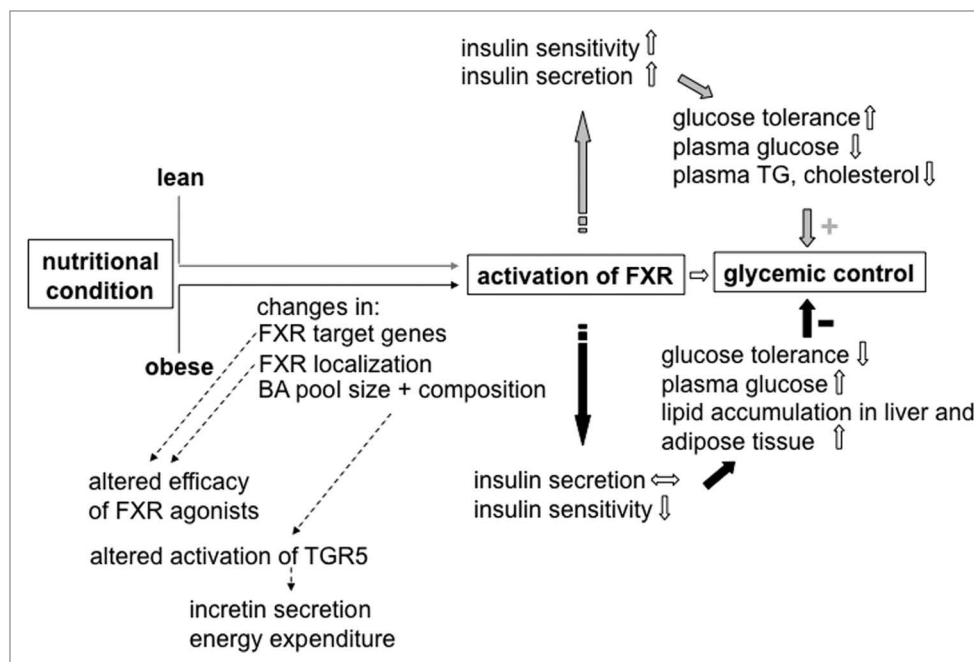 insulin sensitivity ⇧
insulin secretion ⇧
glucose tolerance ⇧
plasma glucose ⇩
plasma TG, cholesterol ⇩
+
lean
nutritional
condition
obese
activation of FXR
glycemic control
changes in:
FXR target genes
FXR localization
BA pool size + composition
-
glucose tolerance ⇩
plasma glucose ⇧
lipid accumulation in liver and
adipose tissue ⇧
insulin secretion ⇔
insulin sensitivity ⇩
altered efficacy
of FXR agonists
altered activation of TGR5
incretin secretion
energy expenditure